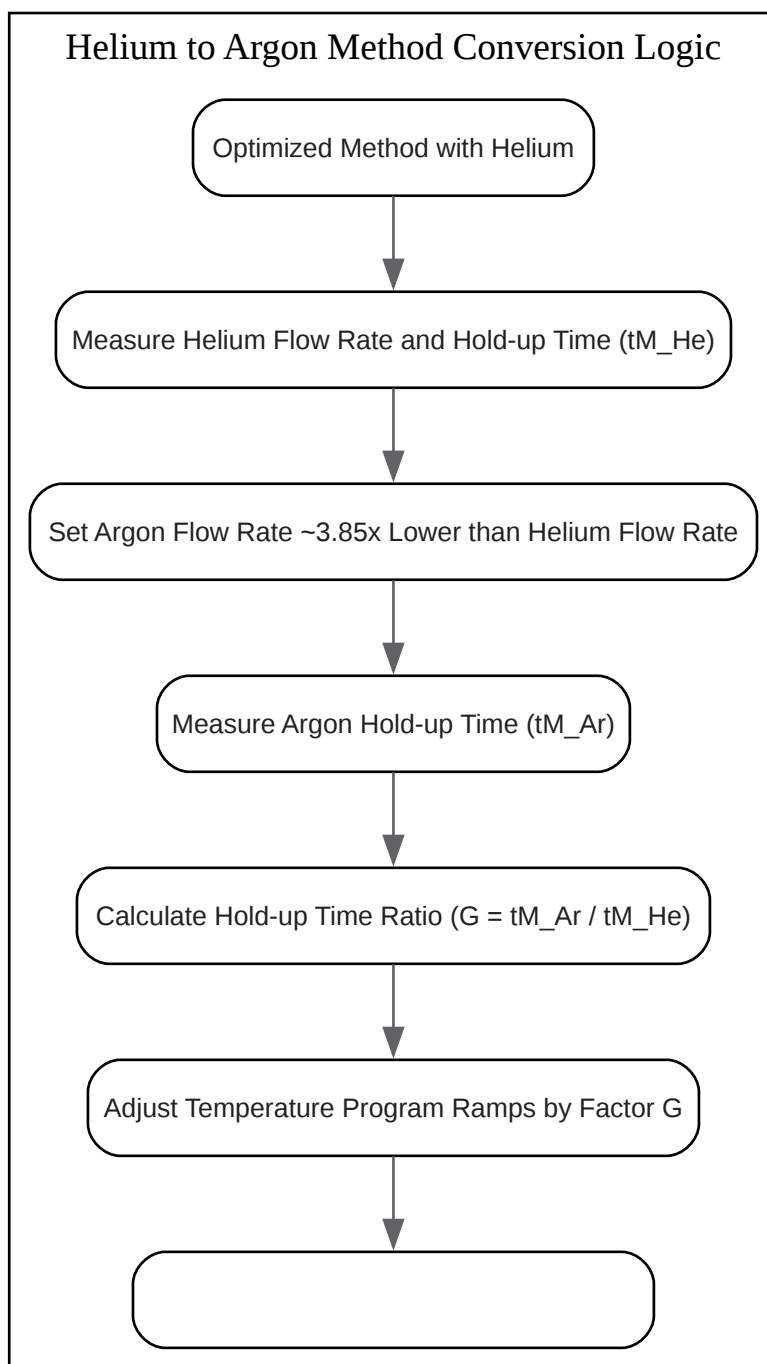 Helium to Argon Method Conversion Logic
Optimized Method with Helium
Measure Helium Flow Rate and Hold-up Time (tM_He)
Set Argon Flow Rate ~3.85x Lower than Helium Flow Rate
Measure Argon Hold-up Time (tM_Ar)
Calculate Hold-up Time Ratio (G = tM_Ar / tM_He)
Adjust Temperature Program Ramps by Factor G